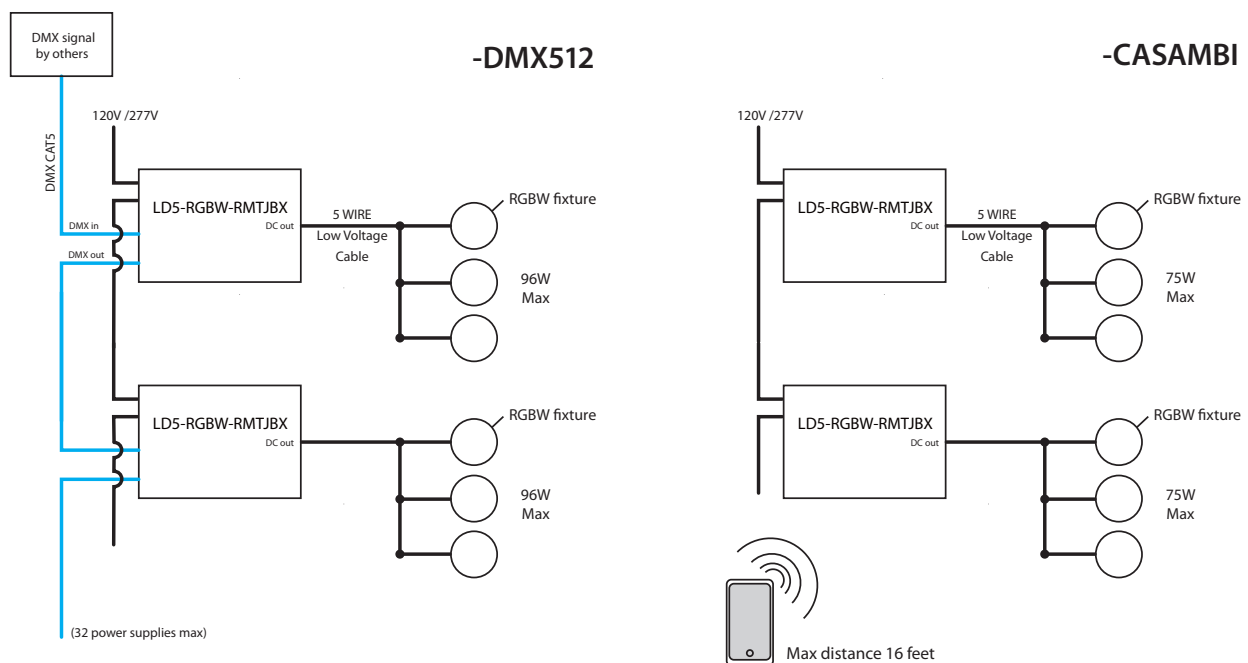 DMX signal
by others
-DMX512
120V /277V
DMX CAT5
LD5-RGBW-RMTJBX
DC out
DMX in
DMX out
5 WIRE
Low Voltage
Cable
RGBW fixture
96W
Max
LD5-RGBW-RMTJBX
DC out
RGBW fixture
96W
Max
(32 power supplies max)
-CASAMBI
120V /277V
LD5-RGBW-RMTJBX
DC out
5 WIRE
Low Voltage
Cable
RGBW fixture
75W
Max
LD5-RGBW-RMTJBX
DC out
RGBW fixture
75W
Max
Max distance 16 feet